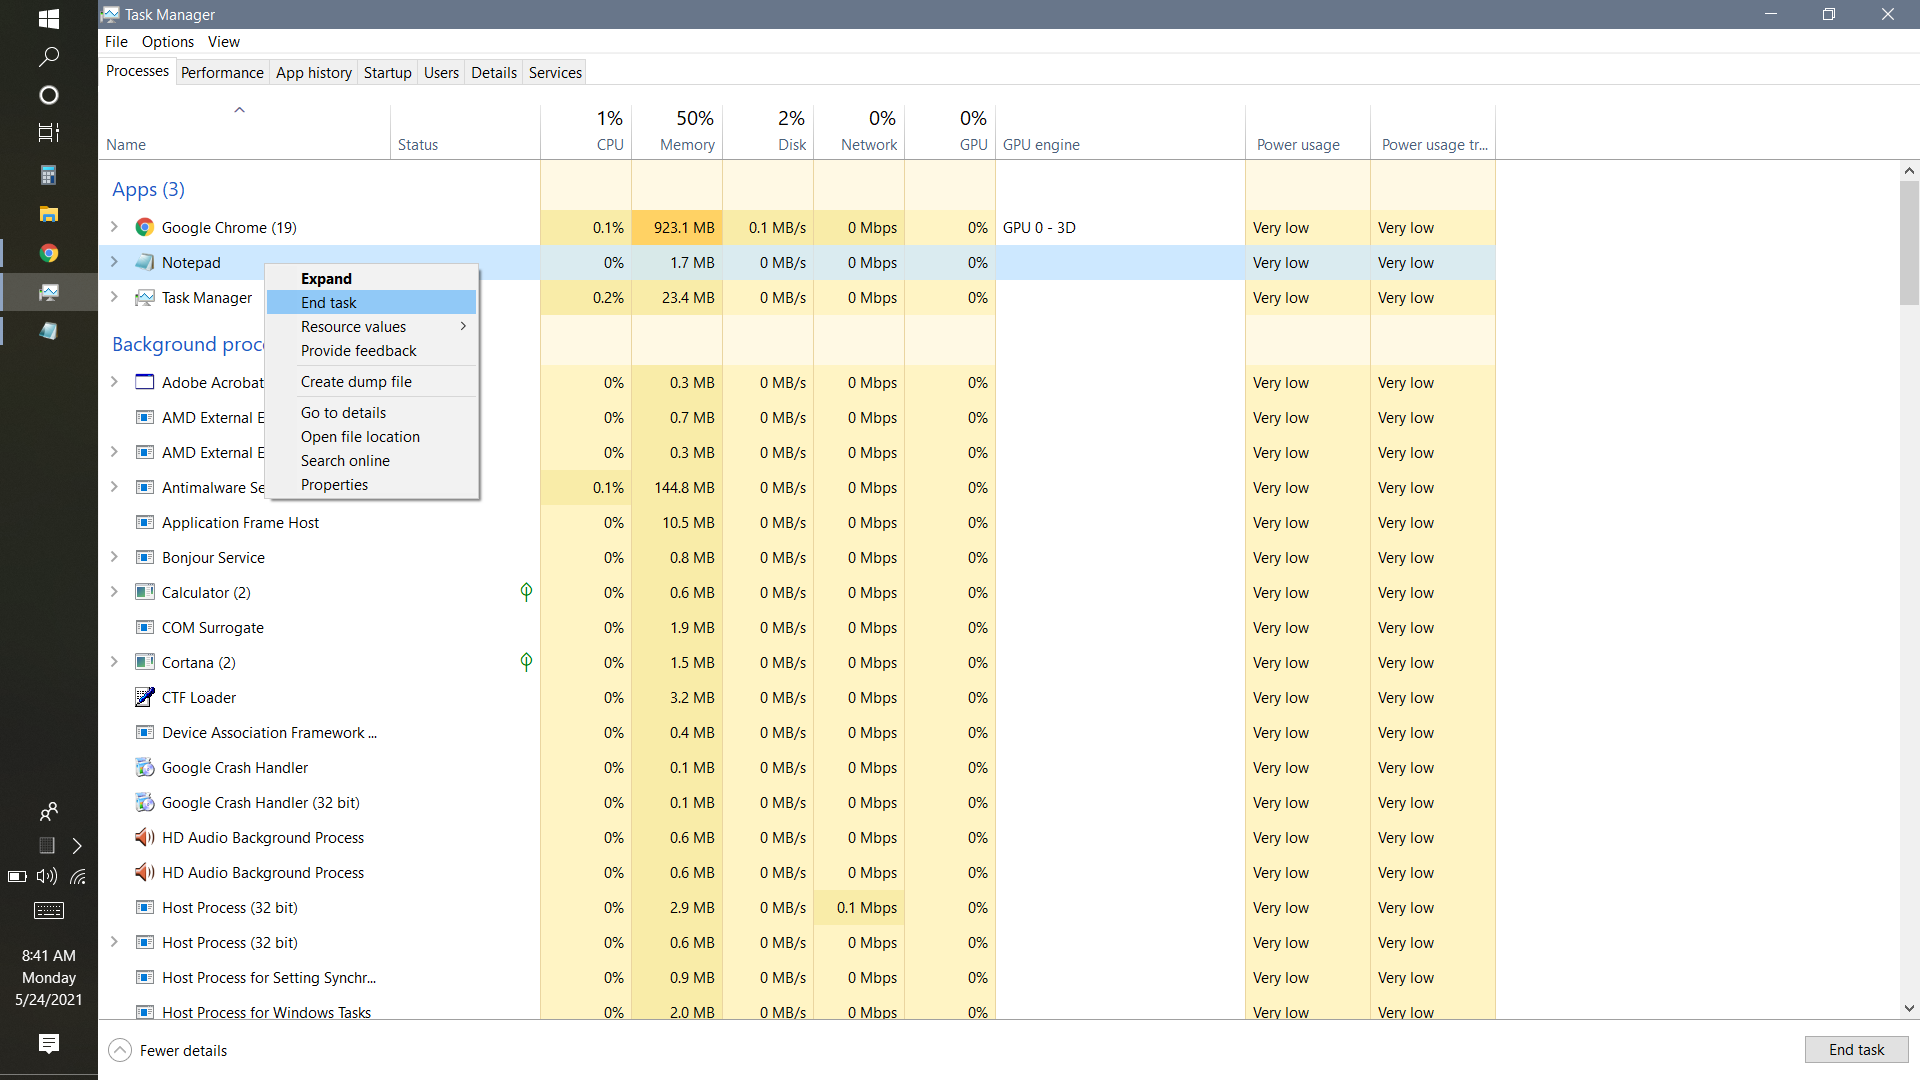 Task Manager
File Options View
Processes Performance App history Startup Users Details Services
1% 50% 2% 0% 0%
Name Status CPU Memory Disk Network GPU GPU engine Power usage Power usage tr...
Apps (3)
Google Chrome (19) 0.1% 923.1 MB 0.1 MB/s 0 Mbps 0% GPU 0 - 3D Very low Very low
Notepad 0% 1.7 MB 0 MB/s 0 Mbps 0% Very low Very low
Task Manager 0.2% 23.4 MB 0 MB/s 0 Mbps 0% Very low Very low
Expand
End task
Resource values
Provide feedback
Create dump file
Go to details
Open file location
Search online
Properties
Background proc
Adobe Acrobat 0% 0.3 MB 0 MB/s 0 Mbps 0% Very low Very low
AMD External E 0% 0.7 MB 0 MB/s 0 Mbps 0% Very low Very low
AMD External E 0% 0.3 MB 0 MB/s 0 Mbps 0% Very low Very low
Antimalware Se 0.1% 144.8 MB 0 MB/s 0 Mbps 0% Very low Very low
Application Frame Host 0% 10.5 MB 0 MB/s 0 Mbps 0% Very low Very low
Bonjour Service 0% 0.8 MB 0 MB/s 0 Mbps 0% Very low Very low
Calculator (2) 0% 0.6 MB 0 MB/s 0 Mbps 0% Very low Very low
COM Surrogate 0% 1.9 MB 0 MB/s 0 Mbps 0% Very low Very low
Cortana (2) 0% 1.5 MB 0 MB/s 0 Mbps 0% Very low Very low
CTF Loader 0% 3.2 MB 0 MB/s 0 Mbps 0% Very low Very low
Device Association Framework ... 0% 0.4 MB 0 MB/s 0 Mbps 0% Very low Very low
Google Crash Handler 0% 0.1 MB 0 MB/s 0 Mbps 0% Very low Very low
Google Crash Handler (32 bit) 0% 0.1 MB 0 MB/s 0 Mbps 0% Very low Very low
HD Audio Background Process 0% 0.6 MB 0 MB/s 0 Mbps 0% Very low Very low
HD Audio Background Process 0% 0.6 MB 0 MB/s 0 Mbps 0% Very low Very low
Host Process (32 bit) 0% 2.9 MB 0 MB/s 0.1 Mbps 0% Very low Very low
Host Process (32 bit) 0% 0.6 MB 0 MB/s 0 Mbps 0% Very low Very low
Host Process for Setting Synchr... 0% 0.9 MB 0 MB/s 0 Mbps 0% Very low Very low
Host Process for Windows Tasks 0% 2.0 MB 0 MB/s 0 Mbps 0% Very low Very low
8:41 AM
Monday
5/24/2021
Fewer details
End task